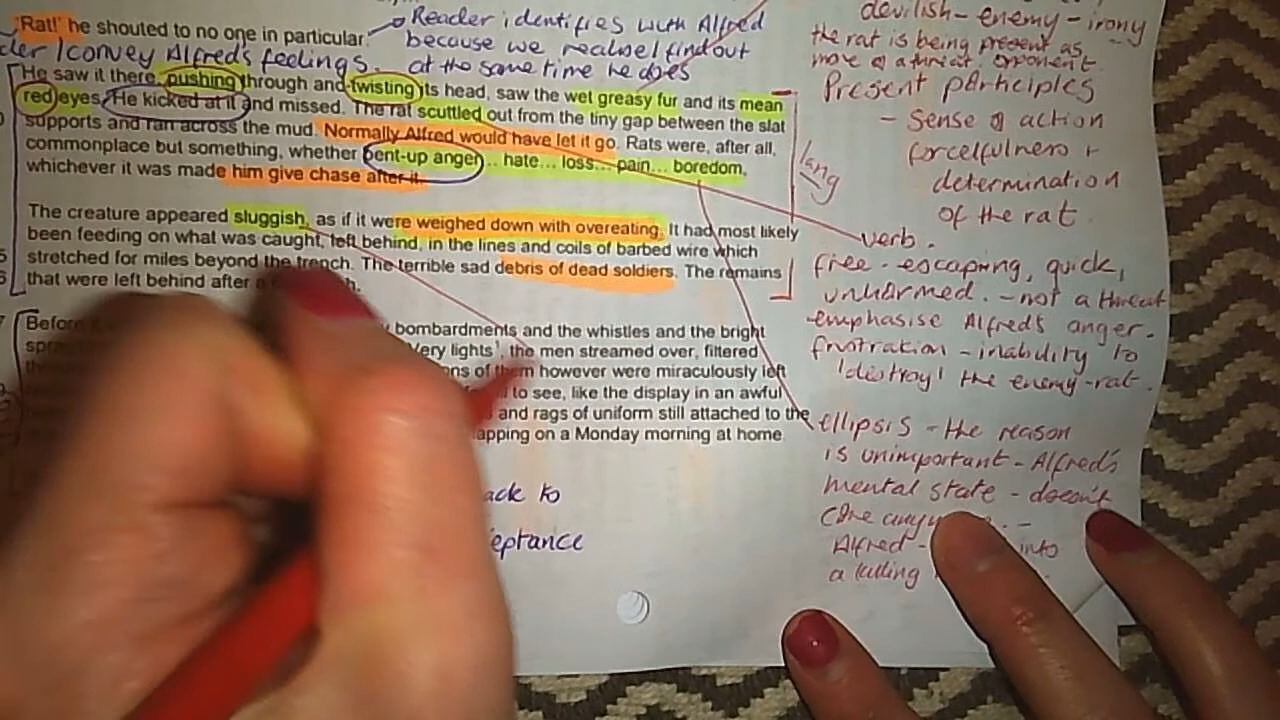 'Rat!' he shouted to no one in particular.
Reader identifies with Alfred
because we realise/find out
at the same time he does
/convey Alfred's feelings.
He saw it there, pushing through and twisting its head, saw the wet greasy fur and its mean
red eyes. He kicked at it and missed. The rat scuttled out from the tiny gap between the slat
supports and ran across the mud. Normally Alfred would have let it go. Rats were, after all,
commonplace but something, whether pent-up anger... hate... loss... pain... boredom,
whichever it was made him give chase after it.
The creature appeared sluggish, as if it were weighed down with overeating. It had most likely
been feeding on what was caught, left behind, in the lines and coils of barbed wire which
stretched for miles beyond the trench. The terrible sad debris of dead soldiers. The remains
that were left behind after a
bombardments and the whistles and the bright
Very lights', the men streamed over, filtered
of them however were miraculously left
to see, like the display in an awful
and rags of uniform still attached to the
on a Monday morning at home.
to
devilish - enemy - irony
the rat is being present as
more of a threat. opponent.
Present participles
- Sense of action
forcefulness +
determination
of the rat
lang
verb.
free - escaping, quick,
unharmed. - not a threat
emphasise Alfred's anger.
frustration - inability to
'distroy' the enemy - rat.
ellipsis - the reason
is unimportant - Alfred's
mental state - doesn't
Care
Alfred - into
a killing